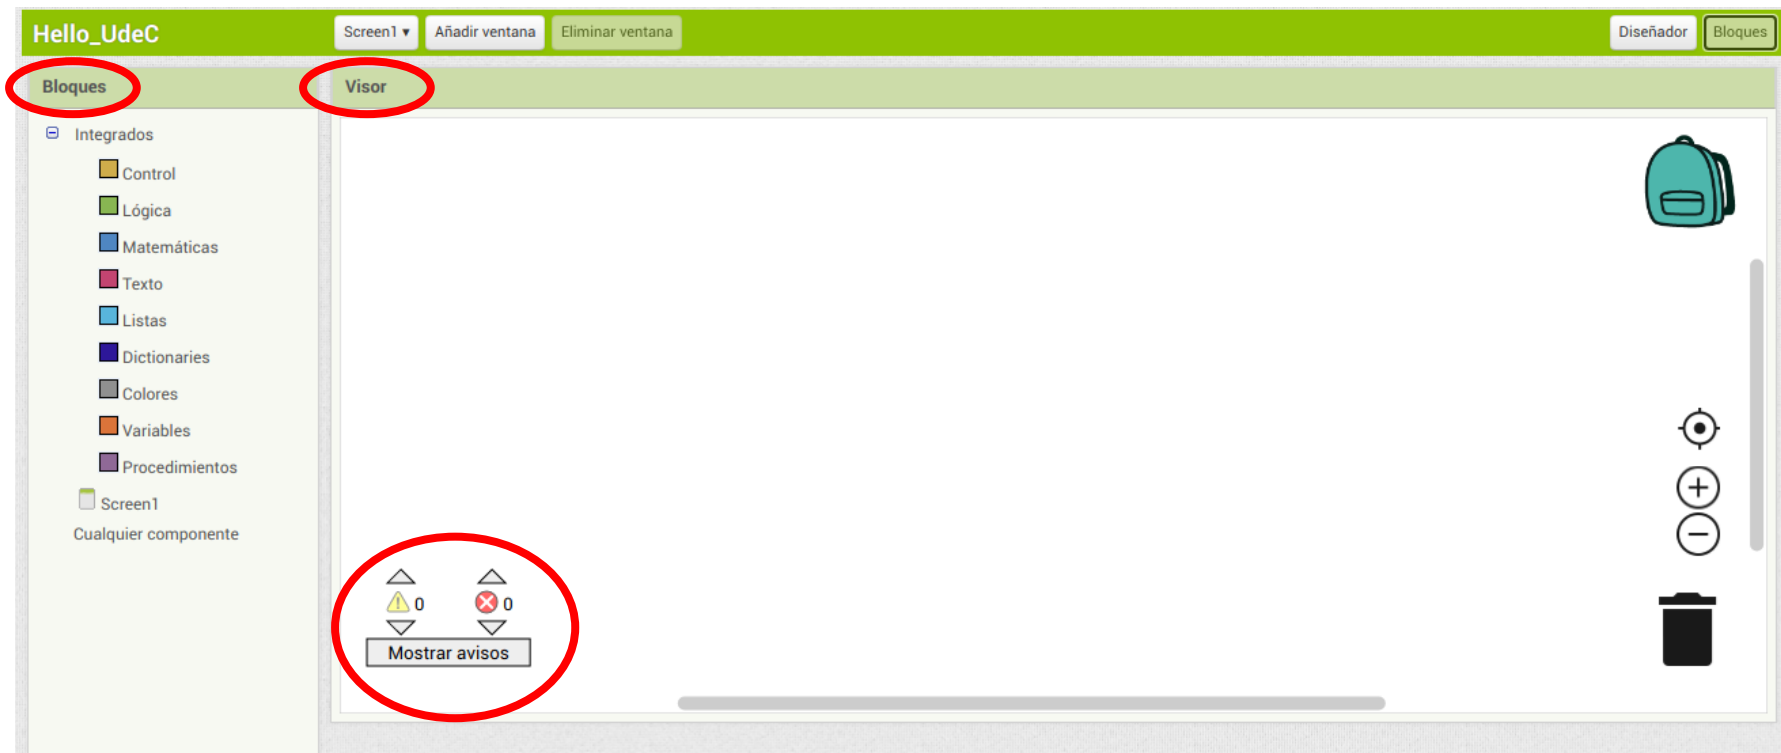 Hello_UdeC
Screen1 ▾ Añadir ventana Eliminar ventana
Diseñador Bloques
Bloques
Integrados
Control
Lógica
Matemáticas
Texto
Listas
Dictionaries
Colores
Variables
Procedimientos
Screen1
Cualquier componente
Visor
0 0
Mostrar avisos